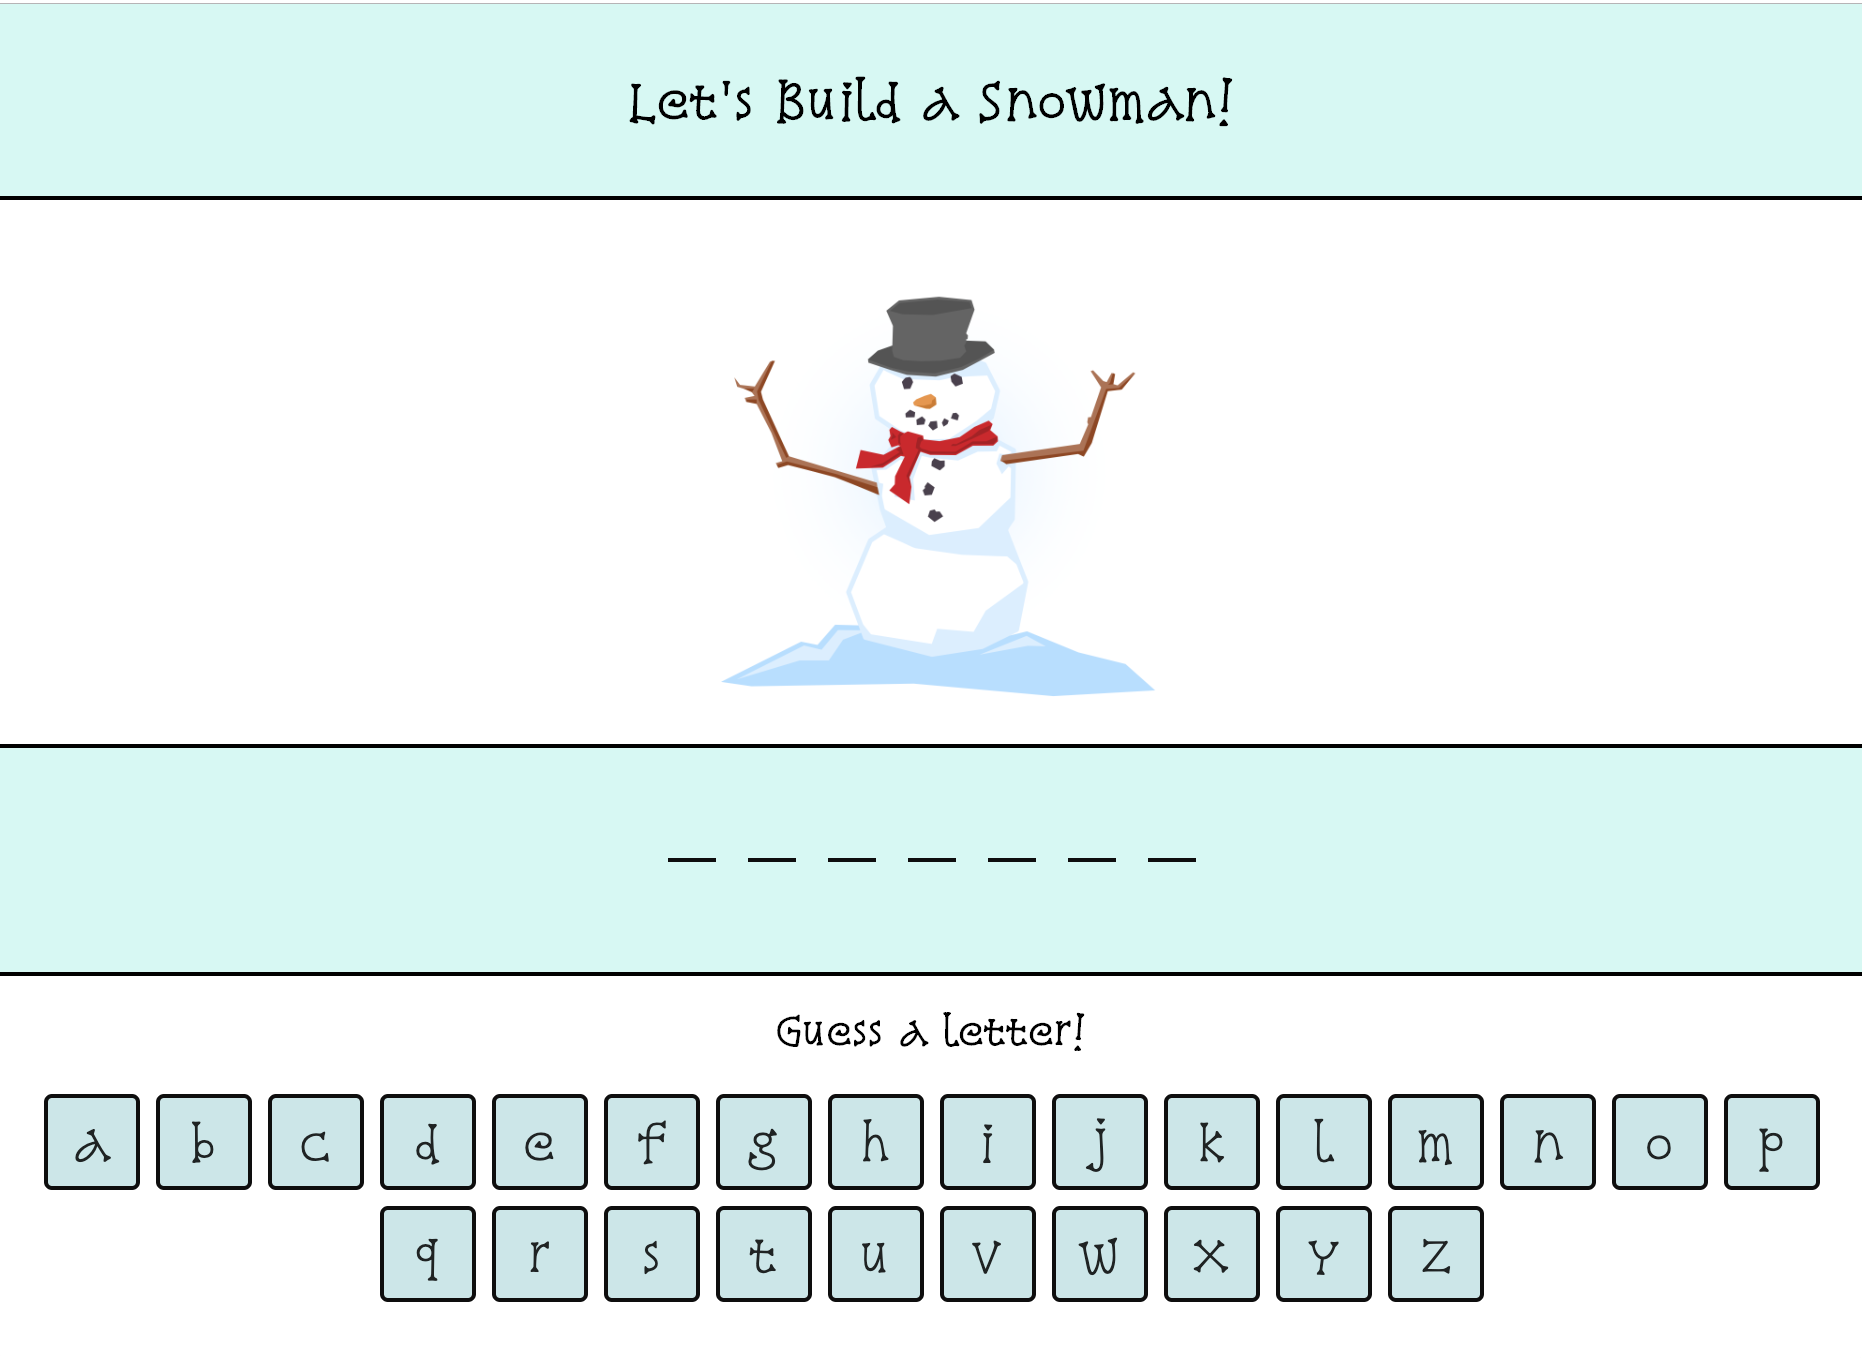 Let's Build a Snowman!
_ _ _ _ _ _ _
Guess a letter!
a b c d e f g h i j k l m n o p
q r s t u v w x y z